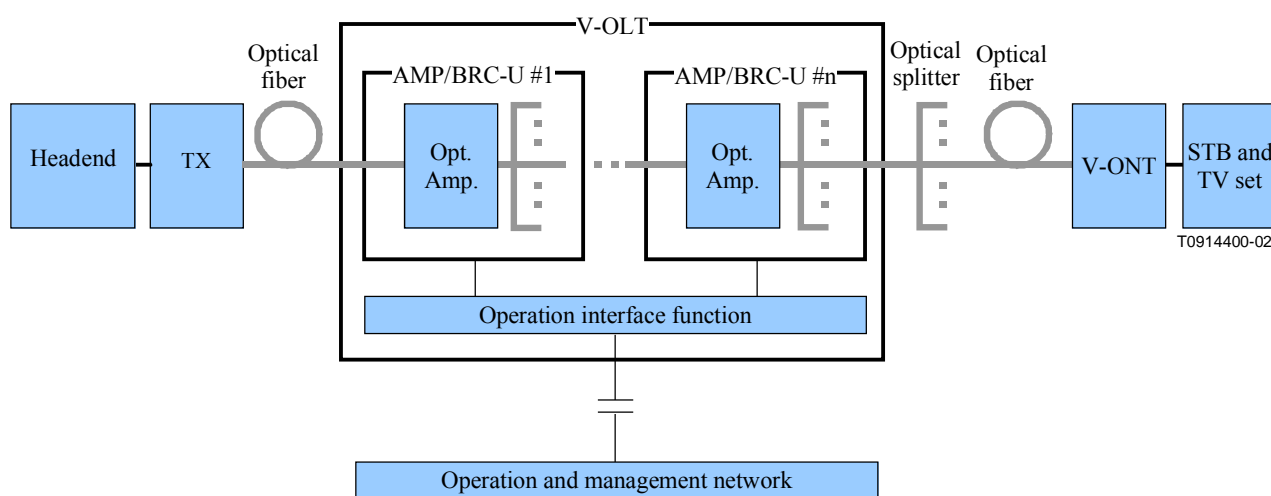 V-OLT
Optical
fiber
AMP/BRC-U #1
AMP/BRC-U #n
Optical
splitter
Optical
fiber
Headend
TX
Opt.
Amp.
Opt.
Amp.
V-ONT
STB and
TV set
T0914400-02
Operation interface function
Operation and management network